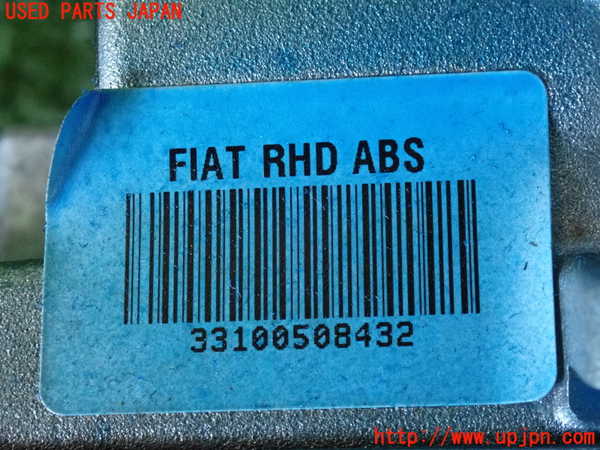 USED PARTS JAPAN
FIAT RHD ABS
33100508432
http://www.upjpn.com/